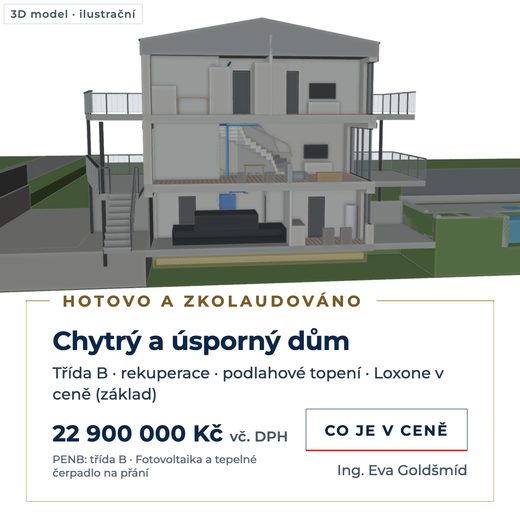 3D model · ilustrační
HOTOVO A ZKOLAUDOVÁNO
Chytrý a úsporný dům
Třída B · rekuperace · podlahové topení · Loxone v
ceně (základ)
22 900 000 Kč vč. DPH
CO JE V CENĚ
PENB: třída B · Fotovoltaika a tepelné
čerpadlo na přání
Ing. Eva Goldšmíd